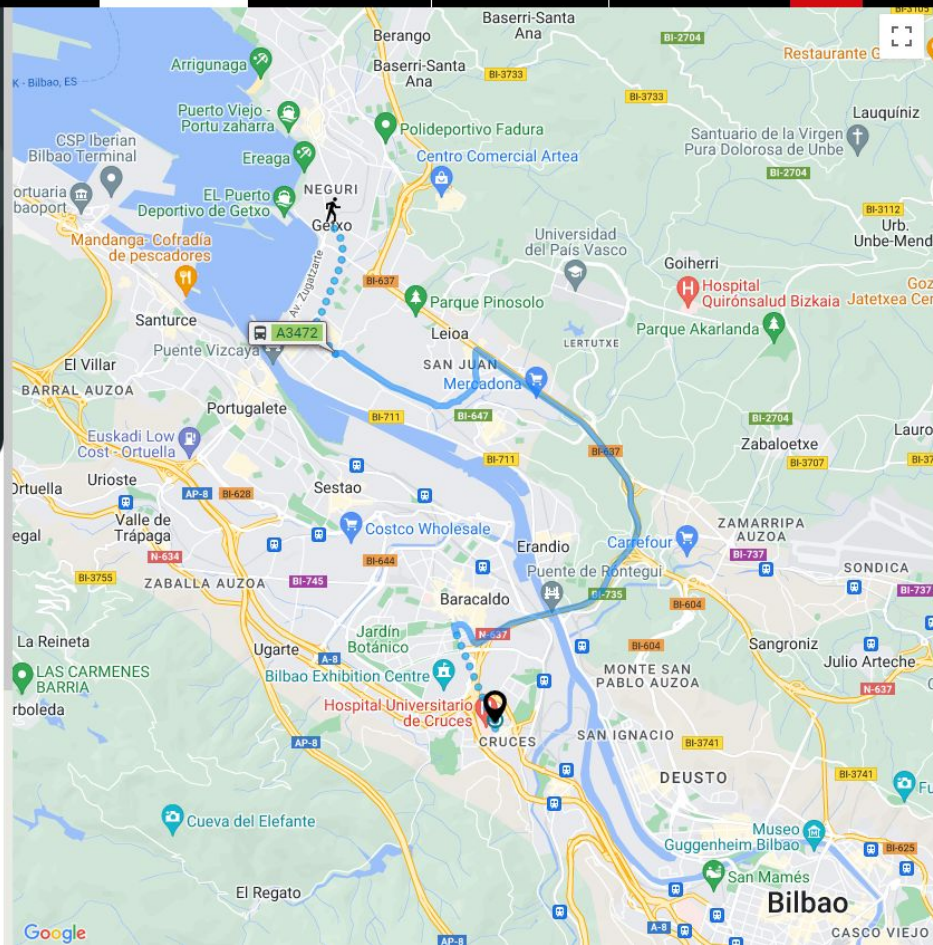 BI-3105
Baserri-Santa
Ana
Berango
BI-2704
Restaurante G
Arrigunaga
Baserri-Santa
Ana
BI-3733
K - Bilbao, ES
BI-3733
Puerto Viejo -
Portu zaharra
Lauquíniz
Polideportivo Fadura
CSP Iberian
Bilbao Terminal
Santuario de la Virgen
Pura Dolorosa de Unbe
Ereaga
Centro Comercial Artea
BI-2704
ortuaria
baoport
EL Puerto
Deportivo de Getxo
NEGURI
Getxo
BI-3112
Urb.
Unbe-Mend
Mandanga- Cofradía
de pescadores
Universidad
del País Vasco
Goiherri
Av. Zugatzarte
BI-637
Hospital
Quirónsalud Bizkaia
Goz
Jatetxea Cer
Parque Pinosolo
Santurce
A3472
Leioa
Parque Akarlanda
LERTUTXE
Puente Vizcaya
El Villar
SAN JUAN
BARRAL AUZOA
Mercadona
Portugalete
BI-711
BI-647
BI-2704
Euskadi Low
Cost - Ortuella
Lauro
BI-637
Zabaloetxe
BI-711
BI-3707
BI-37
Urioste
Ortuella
AP-8
BI-628
Sestao
Valle de
Trápaga
egal
Costco Wholesale
ZAMARRIPA
AUZOA
Erandio
Carrefour
N-634
BI-644
BI-737
SONDICA
BI-3755
ZABALLA AUZOA
BI-745
Puente de Rontegui
BI-735
BI-737
Baracaldo
BI-604
La Reineta
Ugarte
Jardín
Botánico
N-637
BI-604
Sangroniz
Julio Arteche
A-8
LAS CARMENES
BARRIA
Bilbao Exhibition Centre
MONTE SAN
PABLO AUZOA
N-637
rboleda
Hospital Universitario
de Cruces
CRUCES
SAN IGNACIO
AP-8
BI-3741
DEUSTO
BI-3741
Fu
Cueva del Elefante
Museo
Guggenheim Bilbao
BI-625
San Mamés
El Regato
Bilbao
Google
AP-8
A-8
CASCO VIEJO